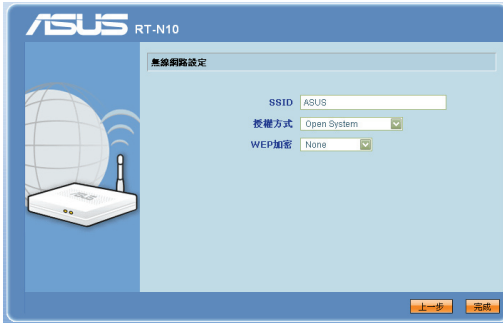 ASUS RT-N10
無線網路設定
SSID ASUS
授權方式 Open System
WEP加密 None
ASUS
上一步 完成